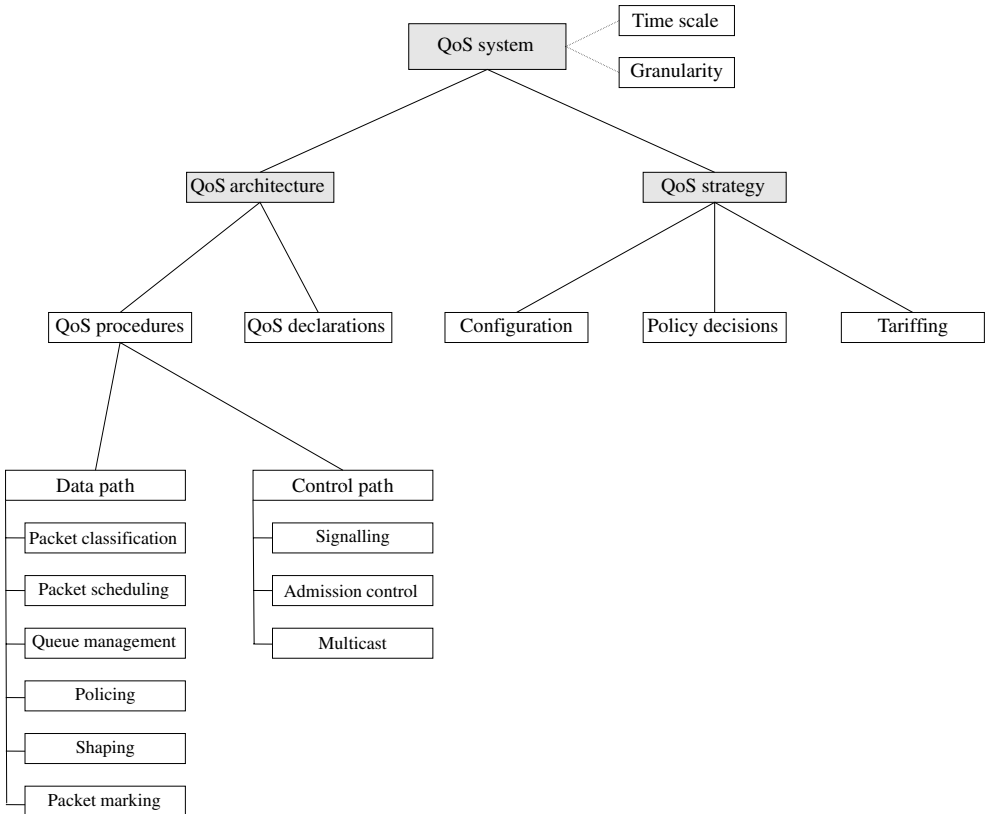 Time scale
QoS system
Granularity
QoS architecture
QoS strategy
QoS procedures
QoS declarations
Configuration
Policy decisions
Tariffing
Data path
Control path
Packet classification
Signalling
Packet scheduling
Admission control
Queue management
Multicast
Policing
Shaping
Packet marking